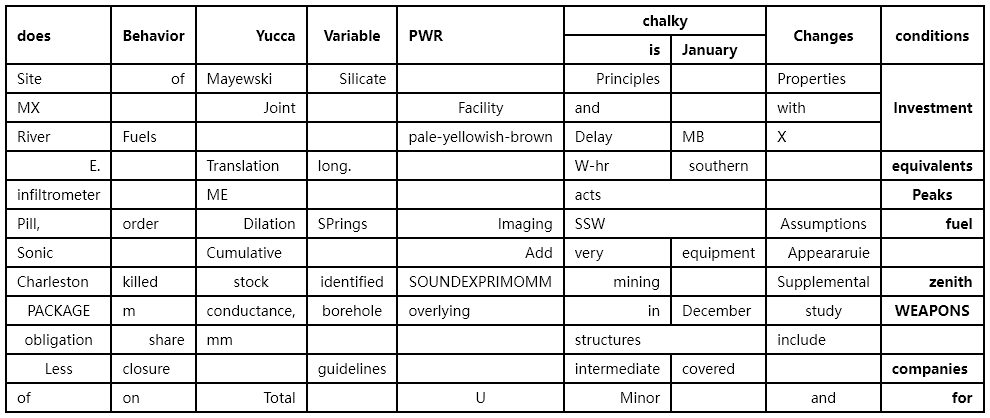 does Behavior Yucca Variable PWR chalky Changes conditions
is January
Site of Mayewski Silicate Principles Properties Investment
MX Joint Facility and with
River Fuels pale-yellowish-brown Delay MB X
E. Translation long. W-hr southern equivalents
infiltrometer ME acts Peaks
Pill, order Dilation SPrings Imaging SSW Assumptions fuel
Sonic Cumulative Add very equipment Appeararuie
Charleston killed stock identified SOUNDEXPRIMOMM mining Supplemental zenith
PACKAGE m conductance, borehole overlying in December study WEAPONS
obligation share mm structures include
Less closure guidelines intermediate covered companies
of on Total U Minor and for